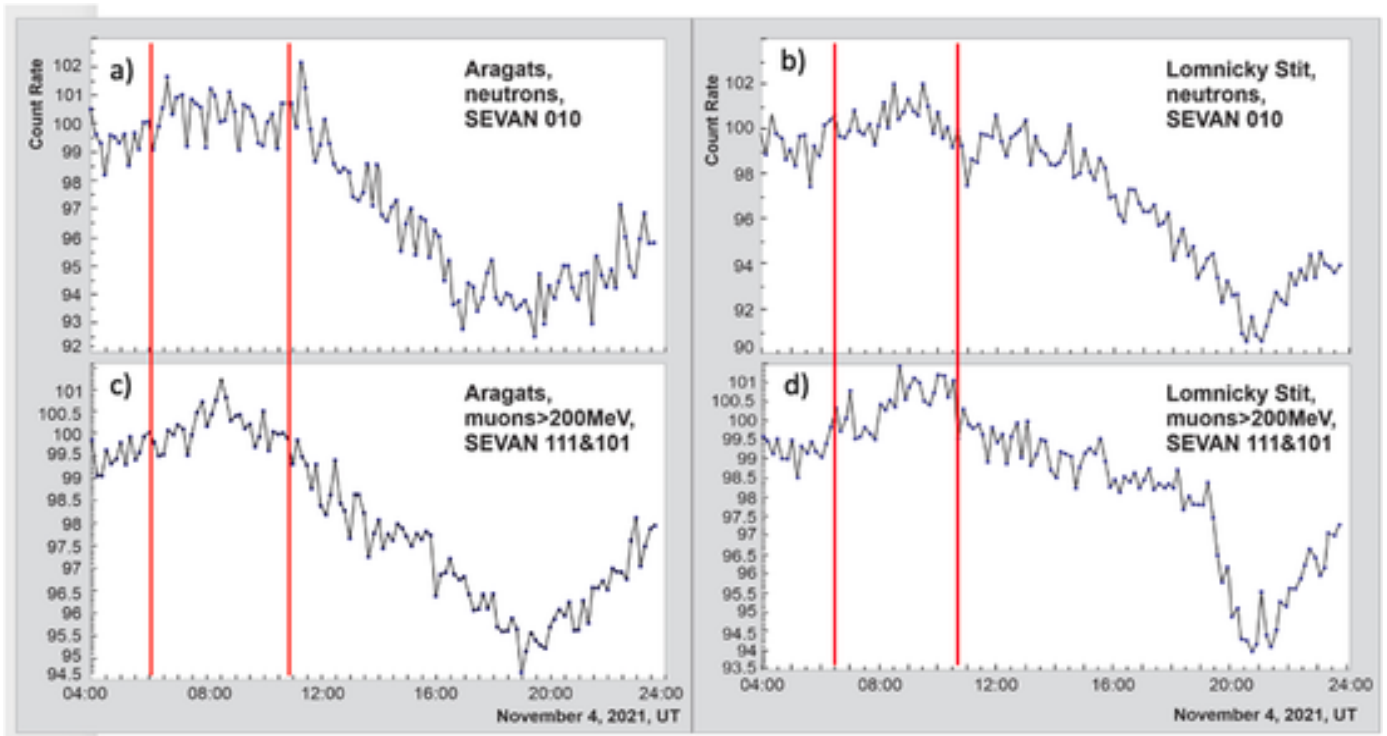 a)
Aragats,
neutrons,
SEVAN 010
Count Rate
102
101
100
99
98
97
96
95
94
93
92
b)
Lomnicky Stit,
neutrons,
SEVAN 010
Count Rate
102
100
98
96
94
92
90
c)
Aragats,
muons>200MeV,
SEVAN 111&101
101
100.5
100
99.5
99
98.5
98
97.5
97
96.5
96
95.5
95
94.5
04:00 08:00 12:00 16:00 20:00 24:00
November 4, 2021, UT
d)
Lomnicky Stit,
muons>200MeV,
SEVAN 111&101
101
100.5
100
99.5
99
98.5
98
97.5
97
96.5
96
95.5
95
94.5
94
93.5
04:00 08:00 12:00 16:00 20:00 24:00
November 4, 2021, UT